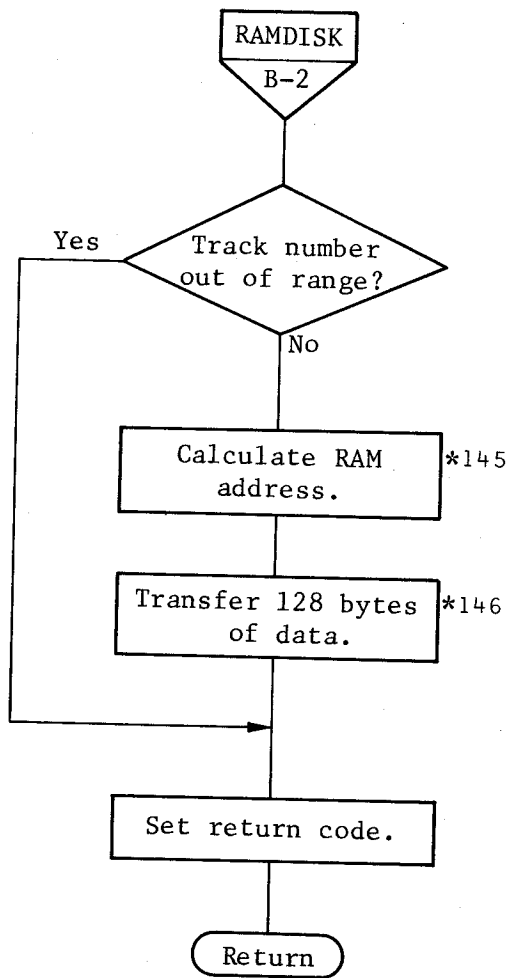 RAMDISK
B-2
Yes
Track number
out of range?
No
Calculate RAM
address.
*145
Transfer 128 bytes
of data.
*146
Set return code.
Return